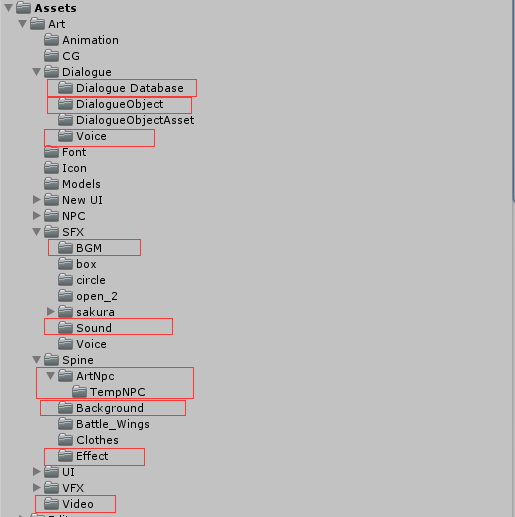 Assets
Art
Animation
CG
Dialogue
Dialogue Database
DialogueObject
DialogueObjectAsset
Voice
Font
Icon
Models
New UI
NPC
SFX
BGM
box
circle
open_2
sakura
Sound
Voice
Spine
ArtNpc
TempNPC
Background
Battle_Wings
Clothes
Effect
UI
VFX
Video